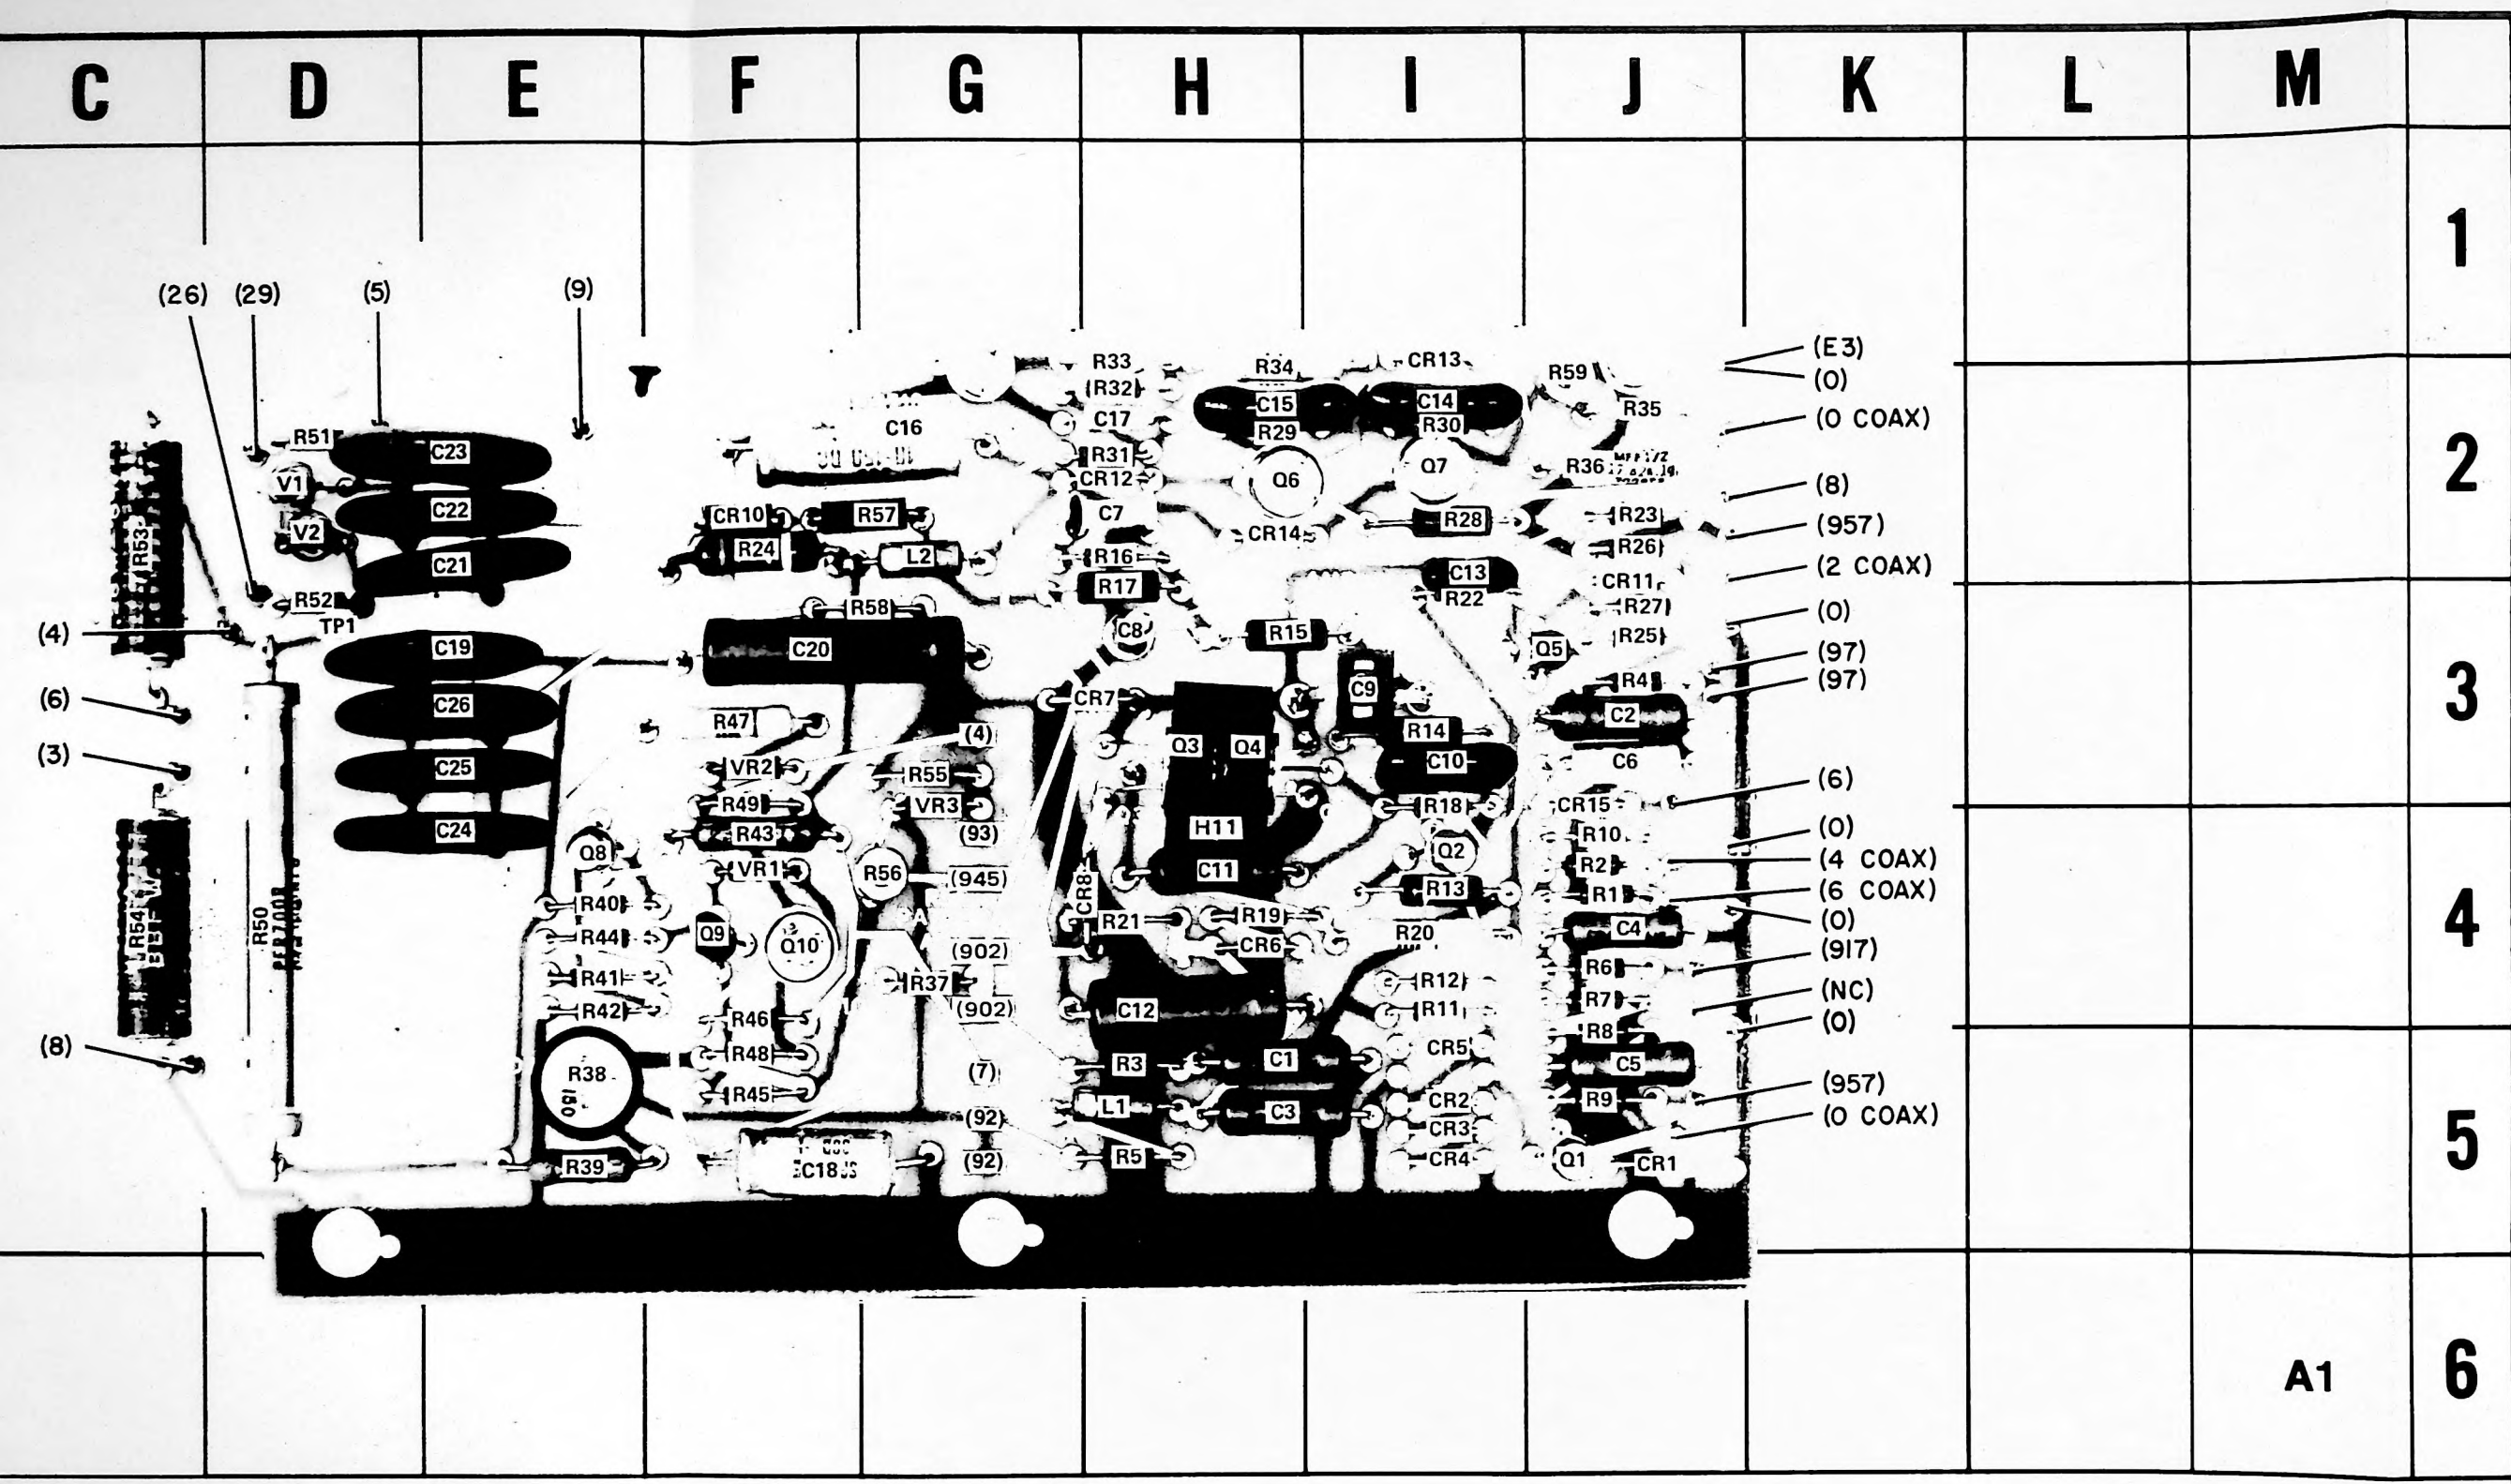 C D E F G H I J K L M
1
(26) (29) (5) (9)
R33 R34 CR13 (E3)
R59 (0)
R32
C15 C14 R35
C17 (0 COAX)
C16 R29 R30
R51 C23 R31
Q7 R36 2
V1 CR12 Q6 (8)
C22 CR10 R57 C7 R28 R23
(957)
V2 CR14
R53 R24 L2 R16 R26
C21 C13 (2 COAX)
R17 CR11
R52 R58 R22 R27 (0)
TP1
(4) C8 R15 R25
C19 C20 Q5 (97)
R4 (97)
(6) C26 CR7 C9 C2 3
R47 R14
(4) Q3 Q4
(3) C25 VR2 R55 C10 C6
(6)
R49 VR3 R18 CR15
C24 R43 (93) H11 R10 (0)
Q8 Q2
VR1 R56 (945) C11 R2 (4 COAX)
R40 CR8 R13 R1 (6 COAX)
R54 R50 R21 R19 (0) 4
R44 Q9 Q10 (902) CR6 R20 C4 (917)
R41 R37 R12 R6
R42 (902) C12 R11 R7 (NC)
R46 (0)
R8
(8) R48 CR5
R38 (7) R3 C1 C5
150 R45 (957)
L1 C3 CR2 R9
(92) CR3 (0 COAX)
R39 C18 (92) R5 CR4 Q1 CR1 5
A1 6